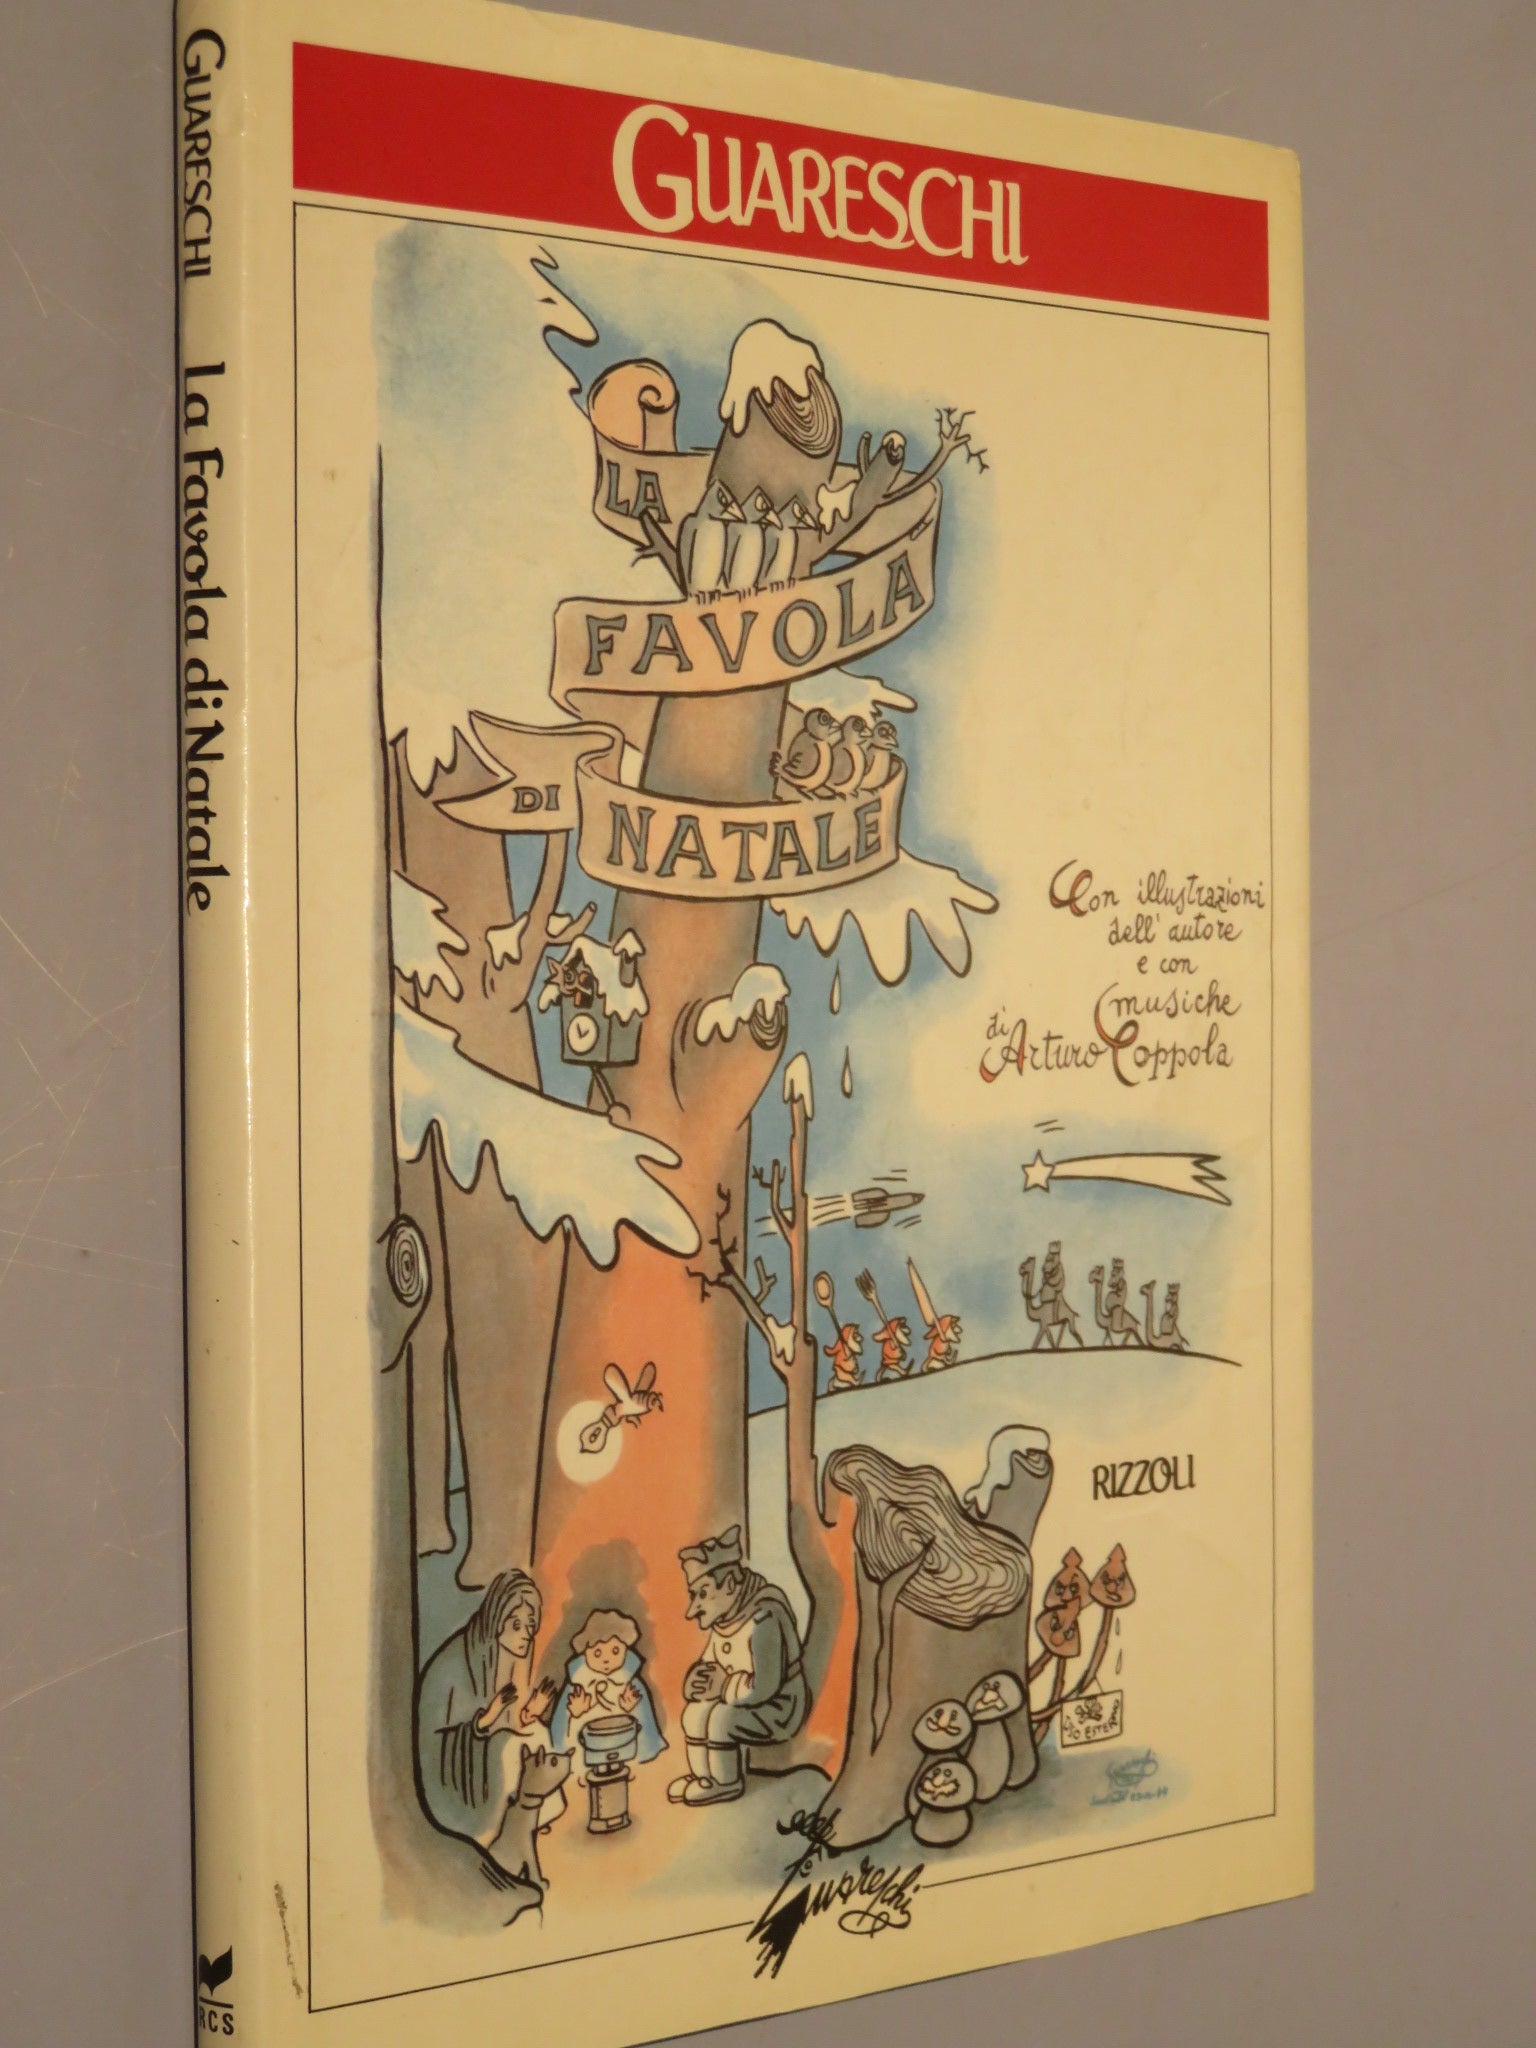 GUARESCHI
LA
FAVOLA
DI
NATALE
Con illustrazioni
dell'autore
e con
musiche
di
Arturo Coppola
RIZZOLI
Guareschi
GUARESCHI La Favola di Natale
RCS